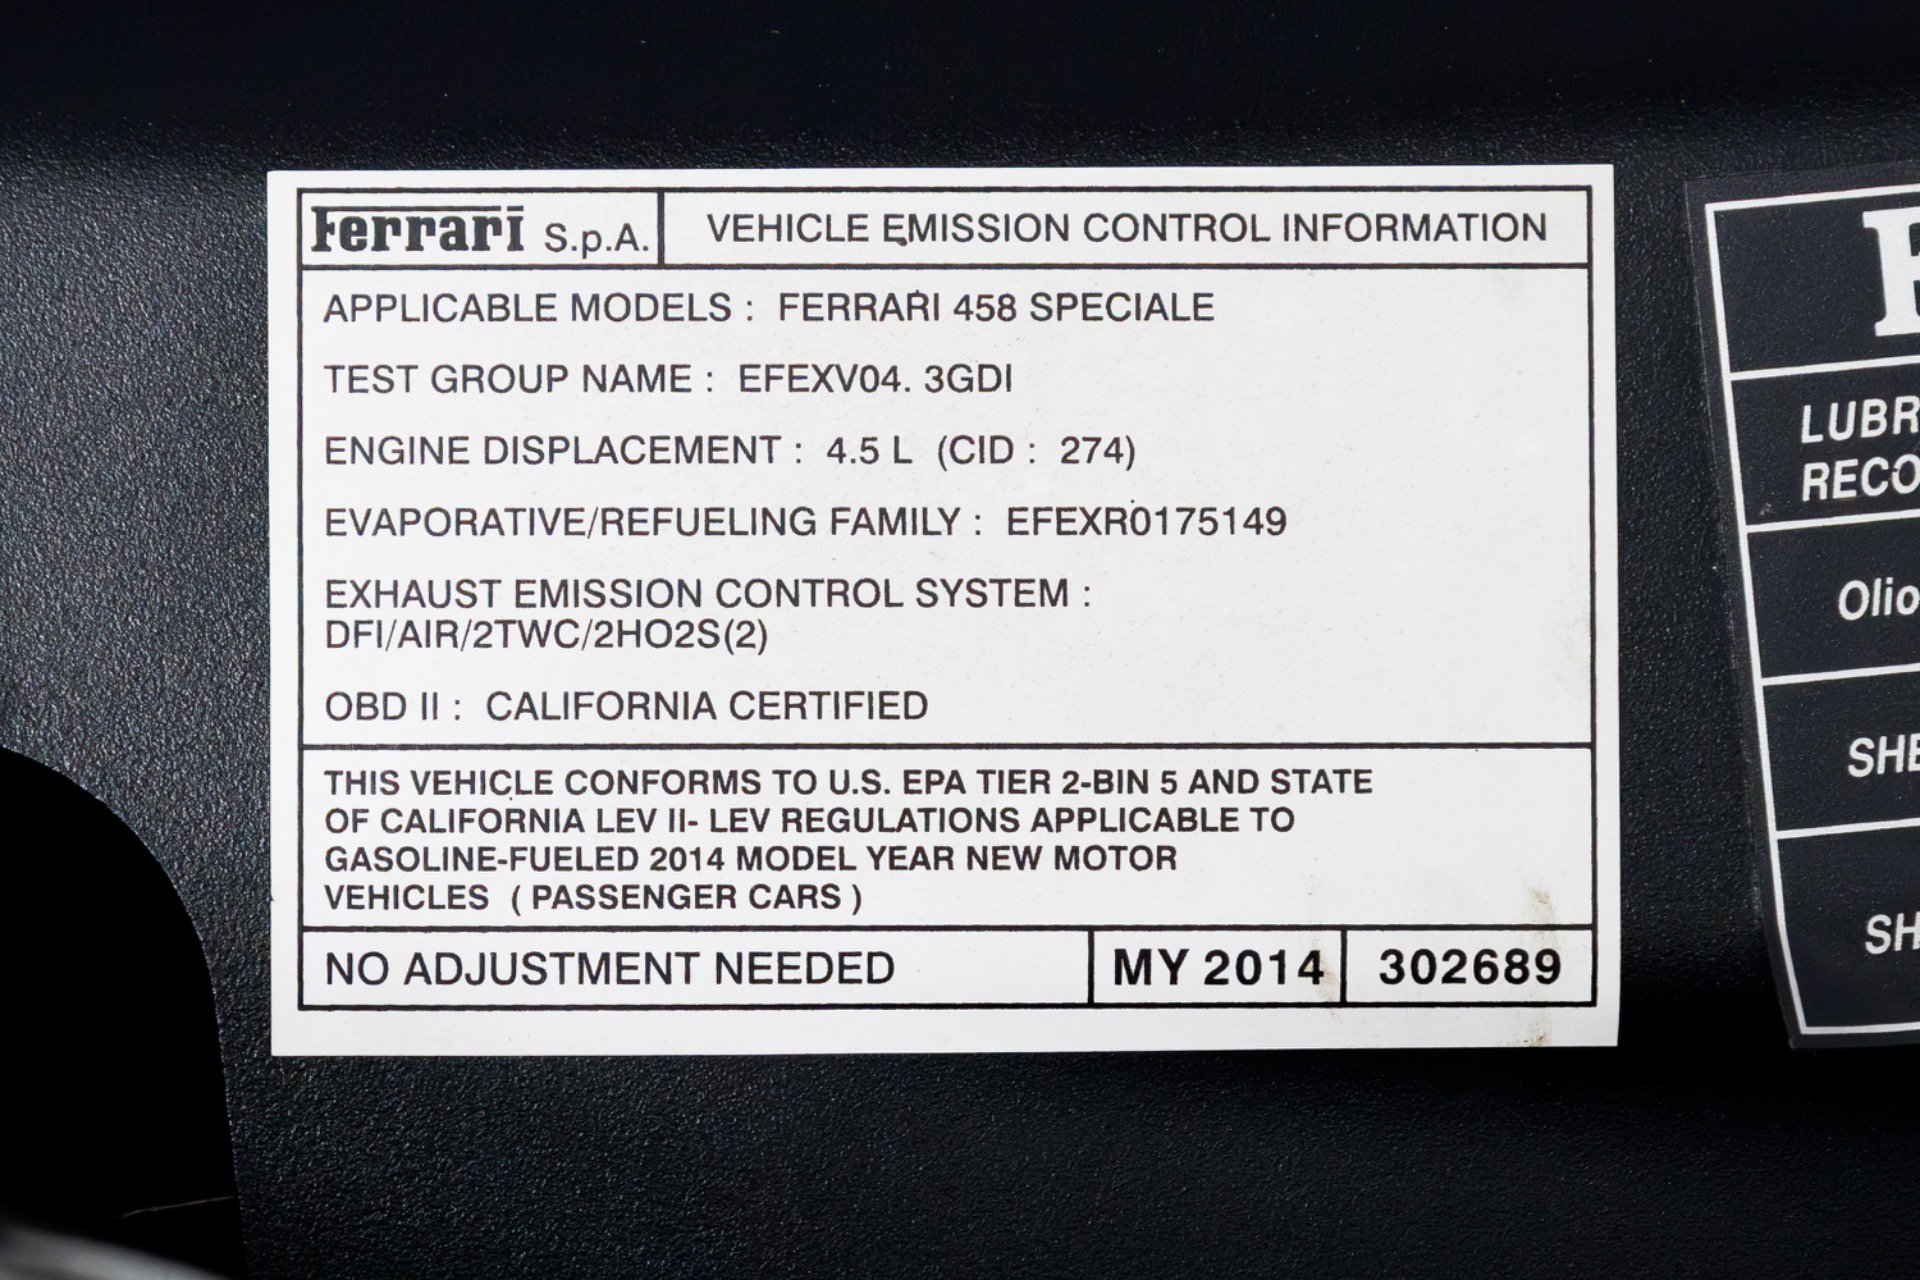 Ferrari S.p.A.
VEHICLE EMISSION CONTROL INFORMATION
APPLICABLE MODELS : FERRARI 458 SPECIALE
TEST GROUP NAME : EFEXV04. 3GDI
ENGINE DISPLACEMENT : 4.5 L (CID : 274)
EVAPORATIVE/REFUELING FAMILY : EFEXR0175149
EXHAUST EMISSION CONTROL SYSTEM :
DFI/AIR/2TWC/2HO2S(2)
OBD II : CALIFORNIA CERTIFIED
THIS VEHICLE CONFORMS TO U.S. EPA TIER 2-BIN 5 AND STATE
OF CALIFORNIA LEV II- LEV REGULATIONS APPLICABLE TO
GASOLINE-FUELED 2014 MODEL YEAR NEW MOTOR
VEHICLES ( PASSENGER CARS )
NO ADJUSTMENT NEEDED
MY 2014
302689
Olio